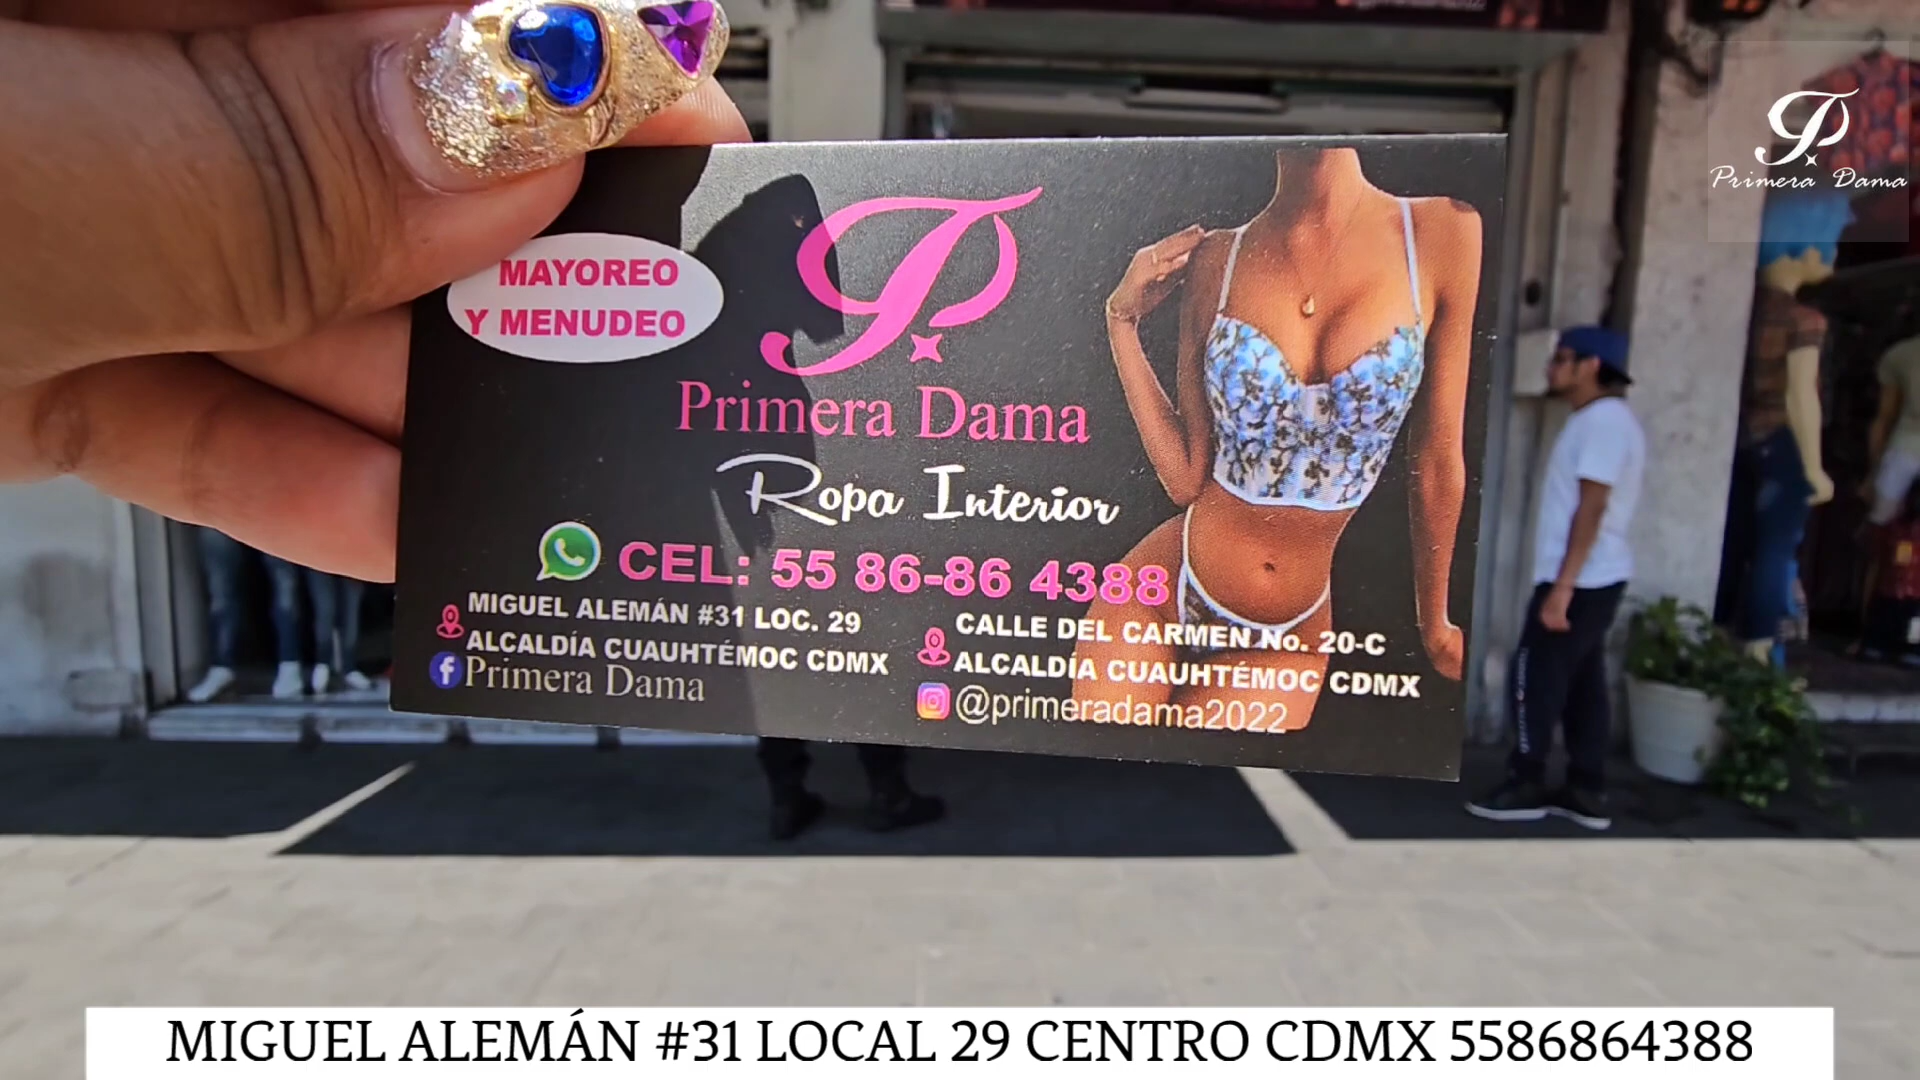 Primera Dama
MAYOREO
Y MENUDEO
Primera Dama
Ropa Interior
CEL: 55 86-86 4388
MIGUEL ALEMÁN #31 LOC. 29
ALCALDÍA CUAUHTÉMOC CDMX
Primera Dama
CALLE DEL CARMEN No. 20-C
ALCALDÍA CUAUHTÉMOC CDMX
@primeradama2022
MIGUEL ALEMÁN #31 LOCAL 29 CENTRO CDMX 5586864388